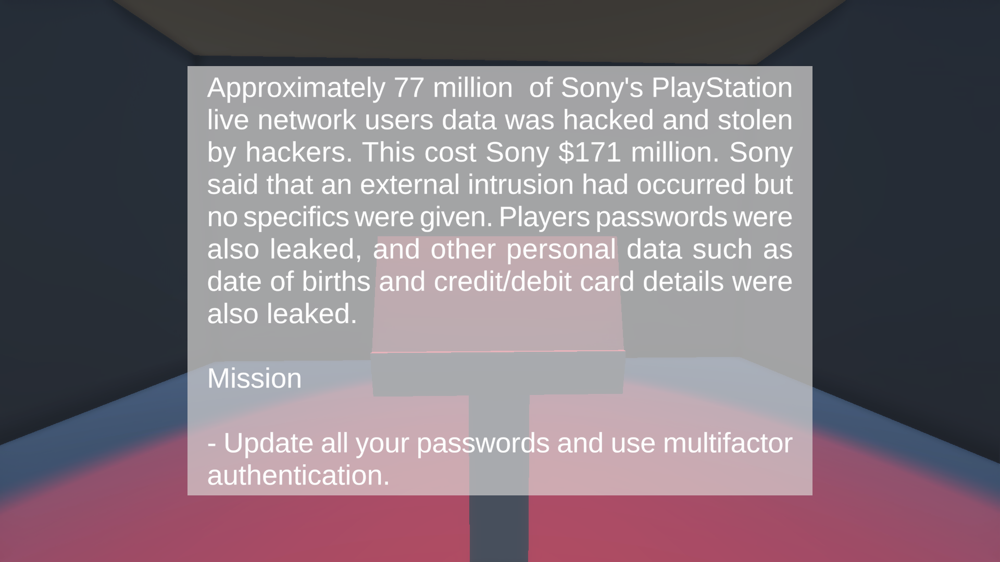 Approximately 77 million  of Sony's PlayStation
live network users data was hacked and stolen
by hackers. This cost Sony $171 million. Sony
said that an external intrusion had occurred but
no specifics were given. Players passwords were
also leaked, and other personal data such as
date of births and credit/debit card details were
also leaked.
Mission
- Update all your passwords and use multifactor
authentication.